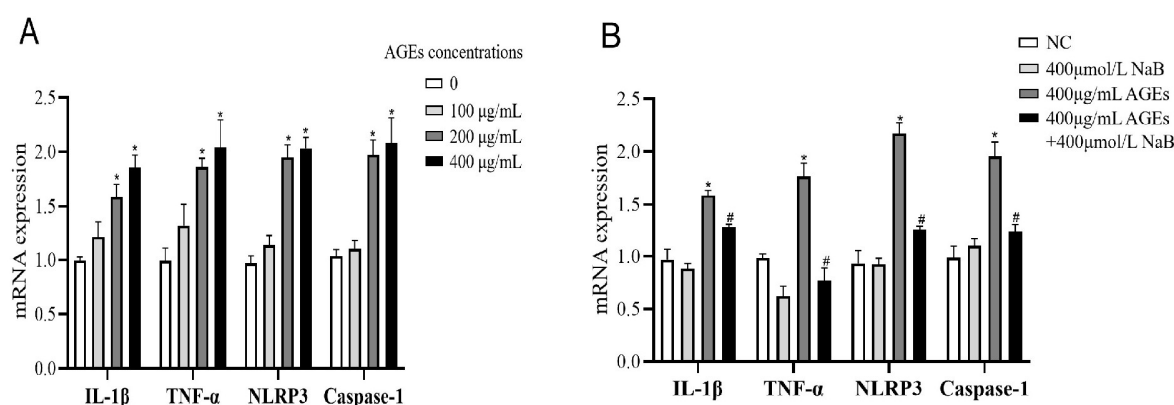 A
AGEs concentrations
0
100 μg/mL
200 μg/mL
400 μg/mL
mRNA expression
2.5
2.0
1.5
1.0
0.5
0.0
* * * * * * * *
IL-1β TNF-α NLRP3 Caspase-1
B
NC
400μmol/L NaB
400μg/mL AGEs
400μg/mL AGEs
+400μmol/L NaB
mRNA expression
2.5
2.0
1.5
1.0
0.5
0.0
* # * # * # * #
IL-1β TNF-α NLRP3 Caspase-1